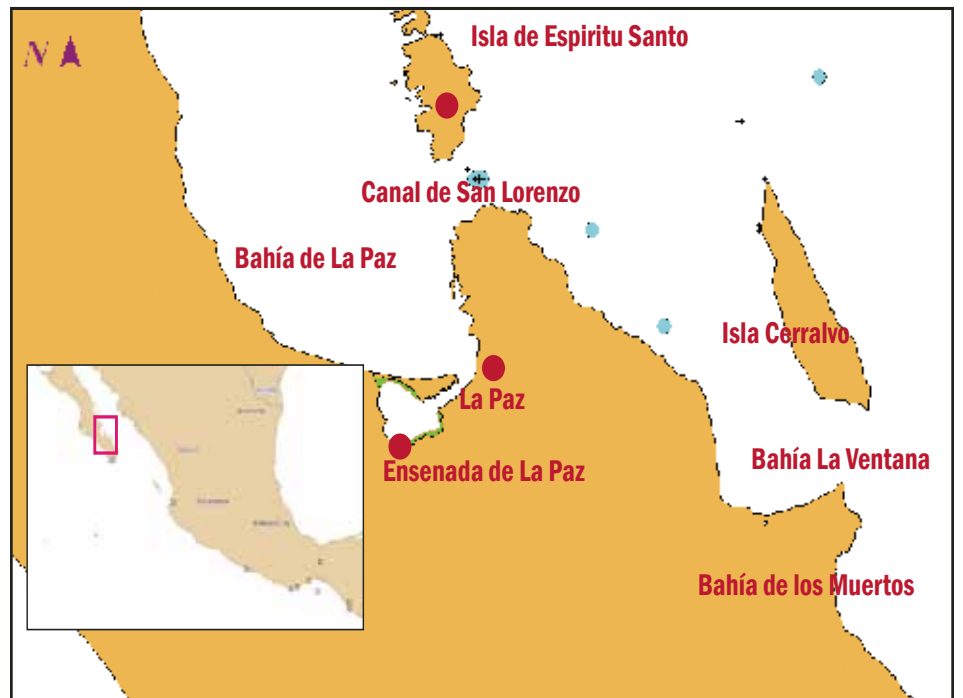 Isla de Espiritu Santo
N
Canal de San Lorenzo
Bahía de La Paz
Isla Cerralvo
La Paz
Bahía La Ventana
Ensenada de La Paz
Bahía de los Muertos